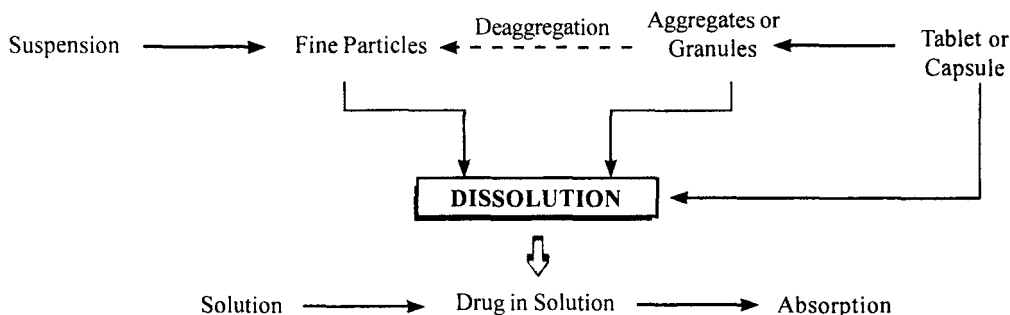 Suspension
Fine Particles
Deaggregation
Aggregates or
Granules
Tablet or
Capsule
DISSOLUTION
Solution
Drug in Solution
Absorption